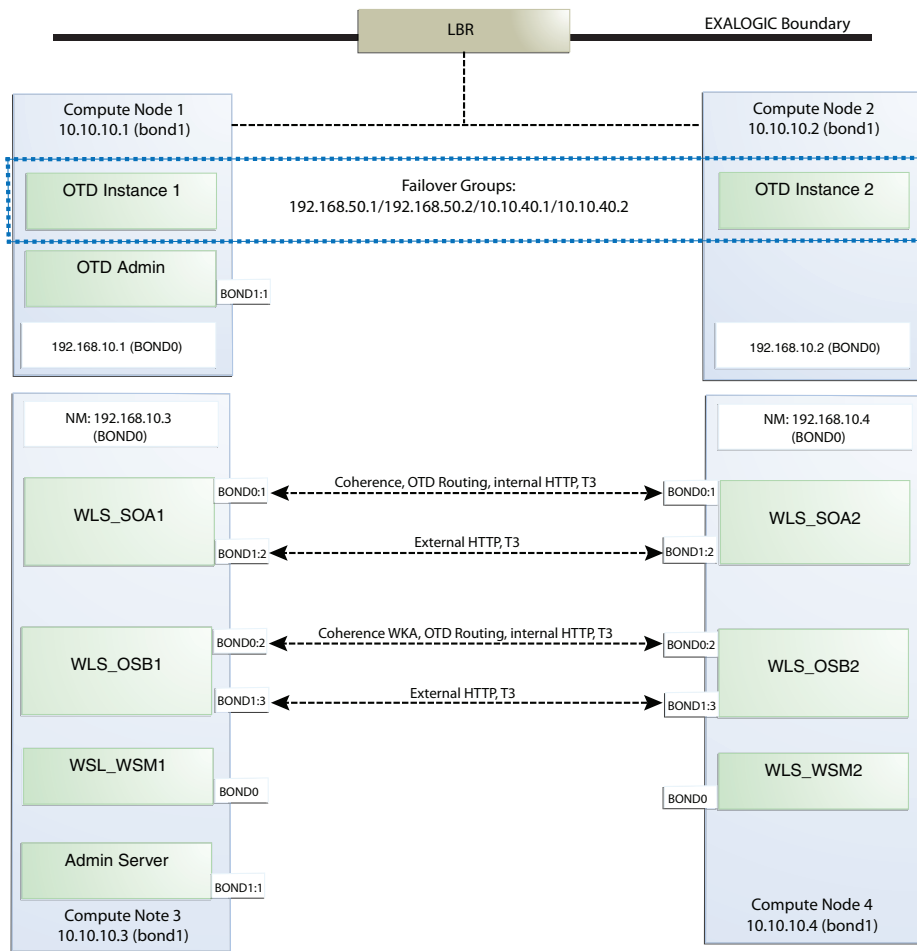 LBR
EXALOGIC Boundary
Compute Node 1
10.10.10.1 (bond1)
Compute Node 2
10.10.10.2 (bond1)
OTD Instance 1
Failover Groups:
192.168.50.1/192.168.50.2/10.10.40.1/10.10.40.2
OTD Instance 2
OTD Admin
BOND1:1
192.168.10.1 (BOND0)
192.168.10.2 (BOND0)
NM: 192.168.10.3
(BOND0)
NM: 192.168.10.4
(BOND0)
WLS_SOA1
BOND0:1
Coherence, OTD Routing, internal HTTP, T3
BOND0:1
WLS_SOA2
BOND1:2
External HTTP, T3
BOND1:2
WLS_OSB1
BOND0:2
Coherence WKA, OTD Routing, internal HTTP, T3
BOND0:2
WLS_OSB2
BOND1:3
External HTTP, T3
BOND1:3
WSL_WSM1
BOND0
BOND0
WLS_WSM2
Admin Server
BOND1:1
Compute Note 3
10.10.10.3 (bond1)
Compute Node 4
10.10.10.4 (bond1)